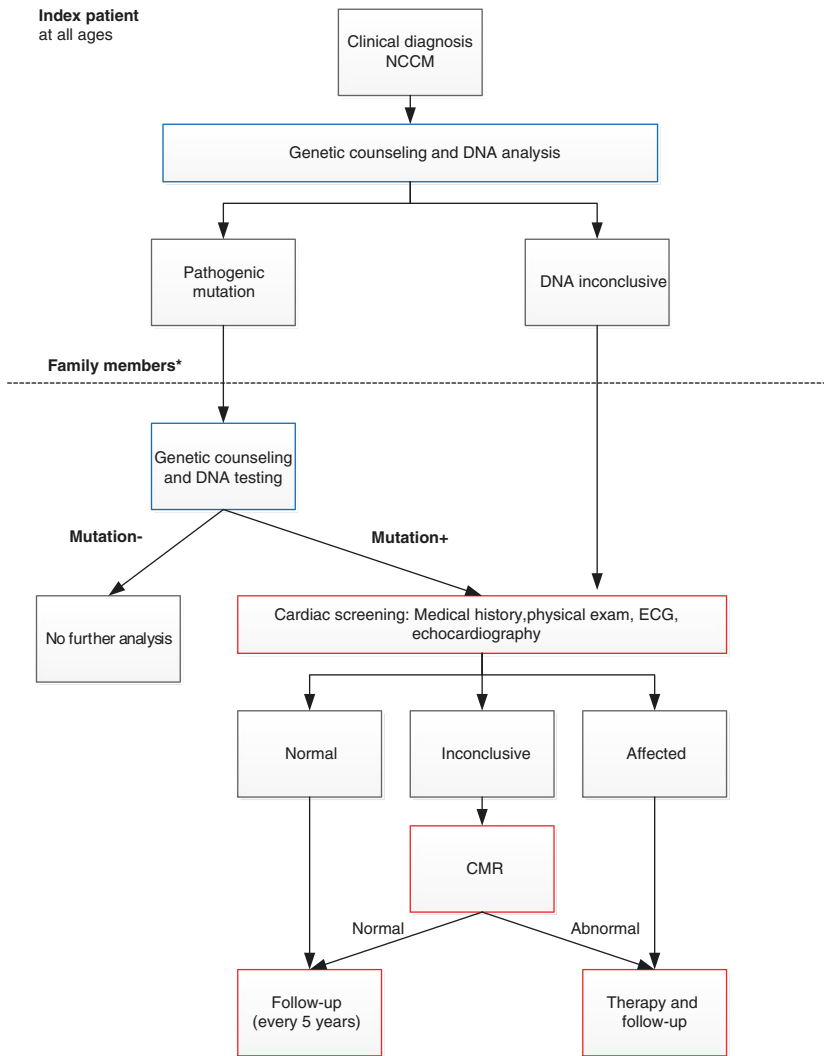 Index patient
at all ages
Clinical diagnosis
NCCM
Genetic counseling and DNA analysis
Pathogenic
mutation
DNA inconclusive
Family members*
Genetic counseling
and DNA testing
Mutation-
Mutation+
No further analysis
Cardiac screening: Medical history,physical exam, ECG,
echocardiography
Normal
Inconclusive
Affected
CMR
Normal
Abnormal
Follow-up
(every 5 years)
Therapy and
follow-up